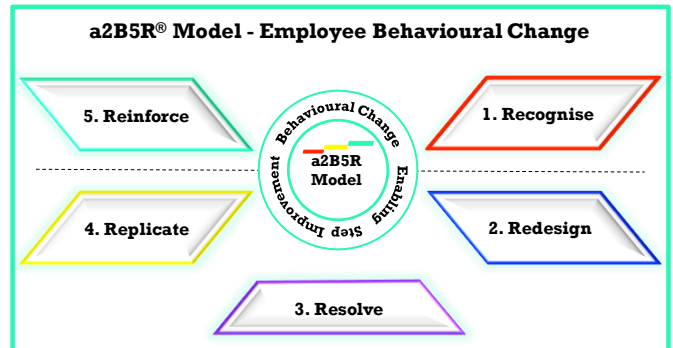 a2B5R® Model - Employee Behavioural Change
5. Reinforce
1. Recognise
Behavioural Change
Enabling
Step Improvement
a2B5R
Model
4. Replicate
2. Redesign
3. Resolve